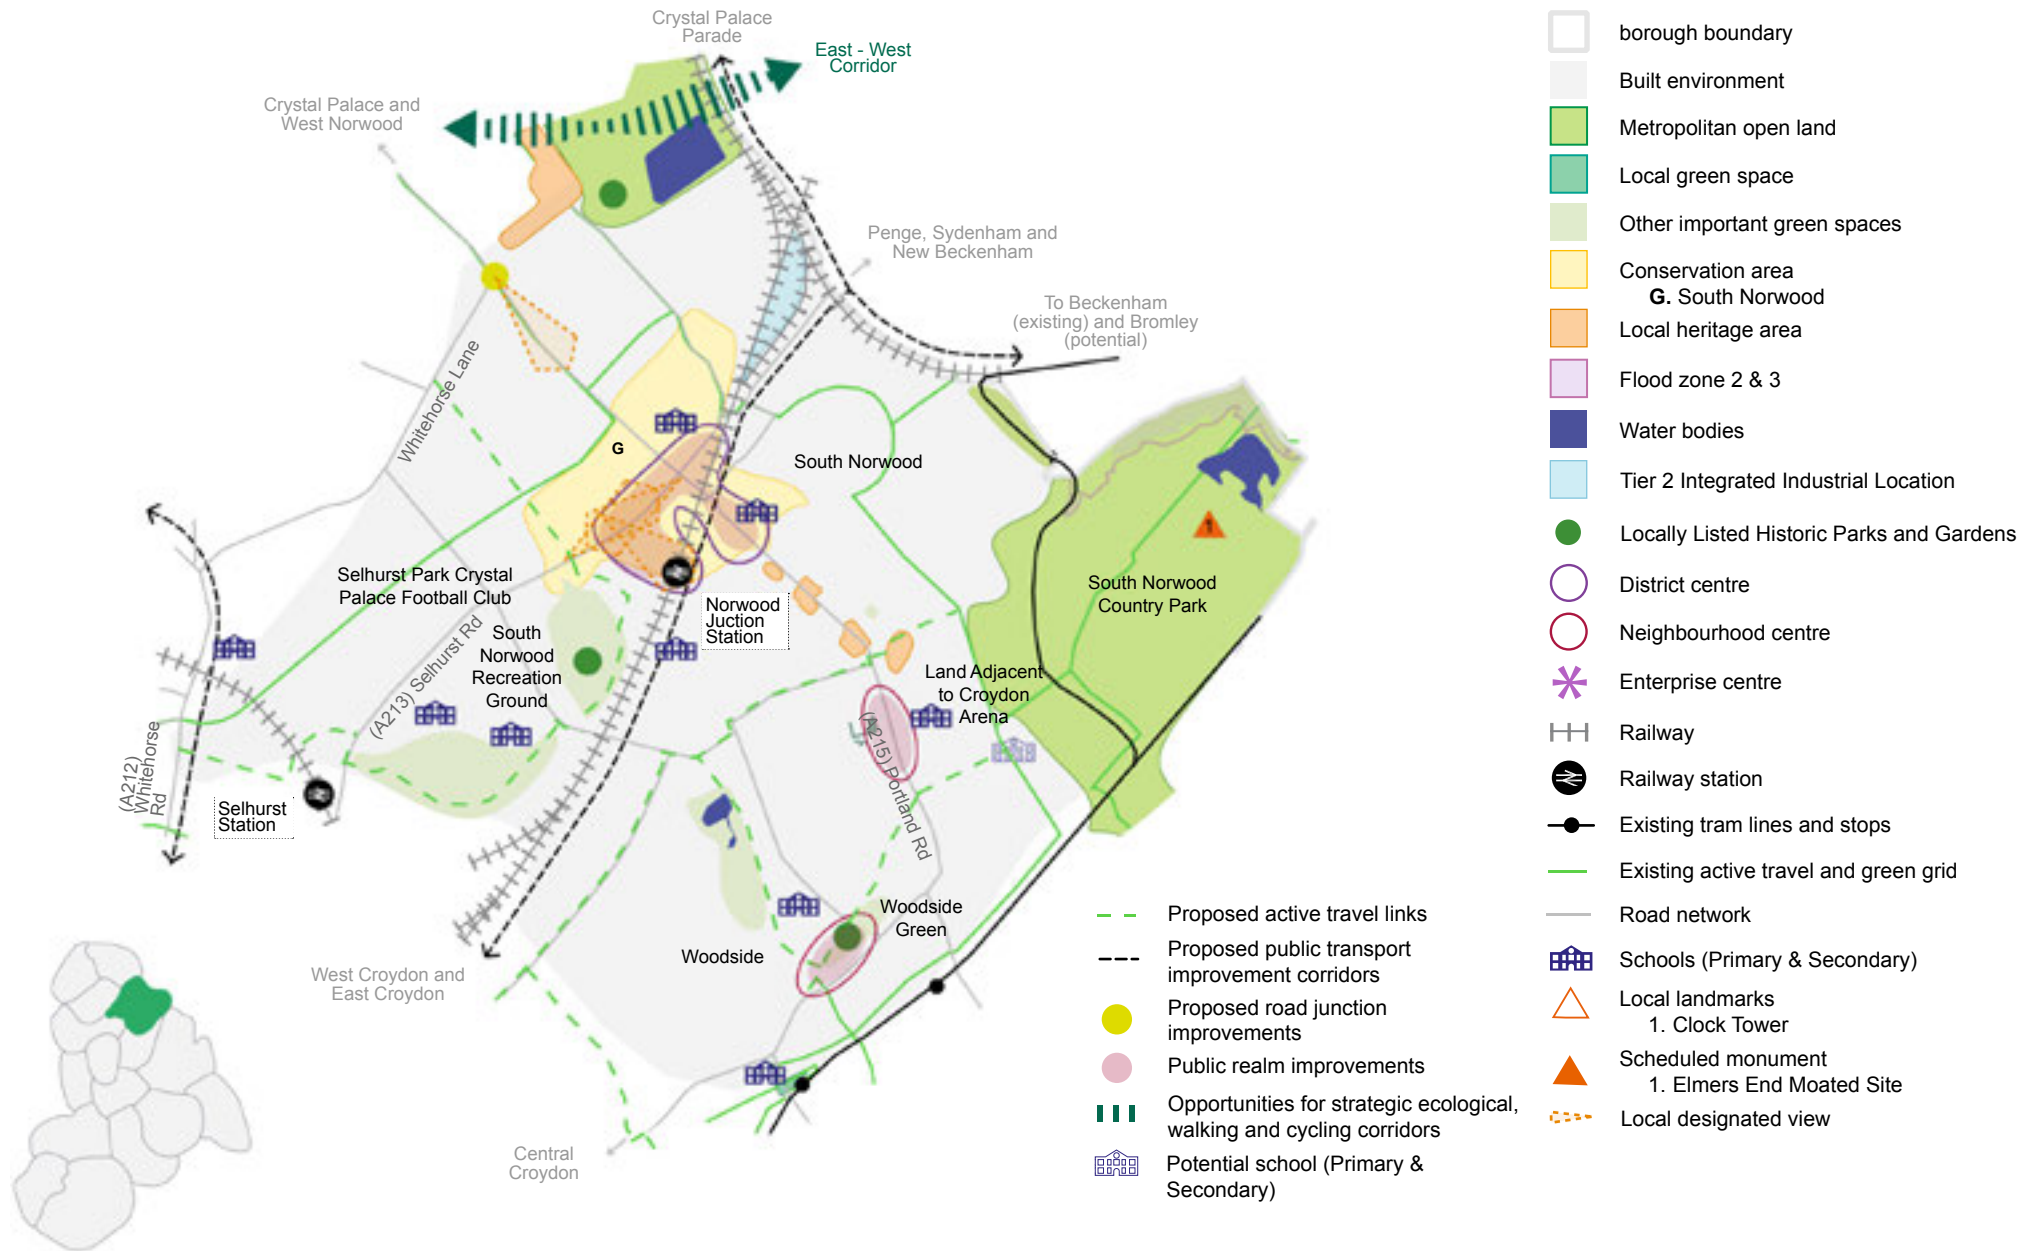 Crystal Palace
Parade
East - West
Corridor
Crystal Palace and
West Norwood
Penge, Sydenham and
New Beckenham
To Beckenham
(existing) and Bromley
(potential)
Whitehorse Lane
G
South Norwood
Selhurst Park Crystal
Palace Football Club
(A213) Selhurst Rd
South
Norwood
Recreation
Ground
Norwood
Juction
Station
1
South Norwood
Country Park
Land Adjacent
to Croydon
Arena
(A215) Portland Rd
(A212)
Whitehorse
Rd
Selhurst
Station
Woodside
Green
Woodside
West Croydon and
East Croydon
Central
Croydon
Proposed active travel links
Proposed public transport
improvement corridors
Proposed road junction
improvements
Public realm improvements
Opportunities for strategic ecological,
walking and cycling corridors
Potential school (Primary &
Secondary)
borough boundary
Built environment
Metropolitan open land
Local green space
Other important green spaces
Conservation area
G. South Norwood
Local heritage area
Flood zone 2 & 3
Water bodies
Tier 2 Integrated Industrial Location
Locally Listed Historic Parks and Gardens
District centre
Neighbourhood centre
Enterprise centre
Railway
Railway station
Existing tram lines and stops
Existing active travel and green grid
Road network
Schools (Primary & Secondary)
Local landmarks
1. Clock Tower
Scheduled monument
1. Elmers End Moated Site
Local designated view